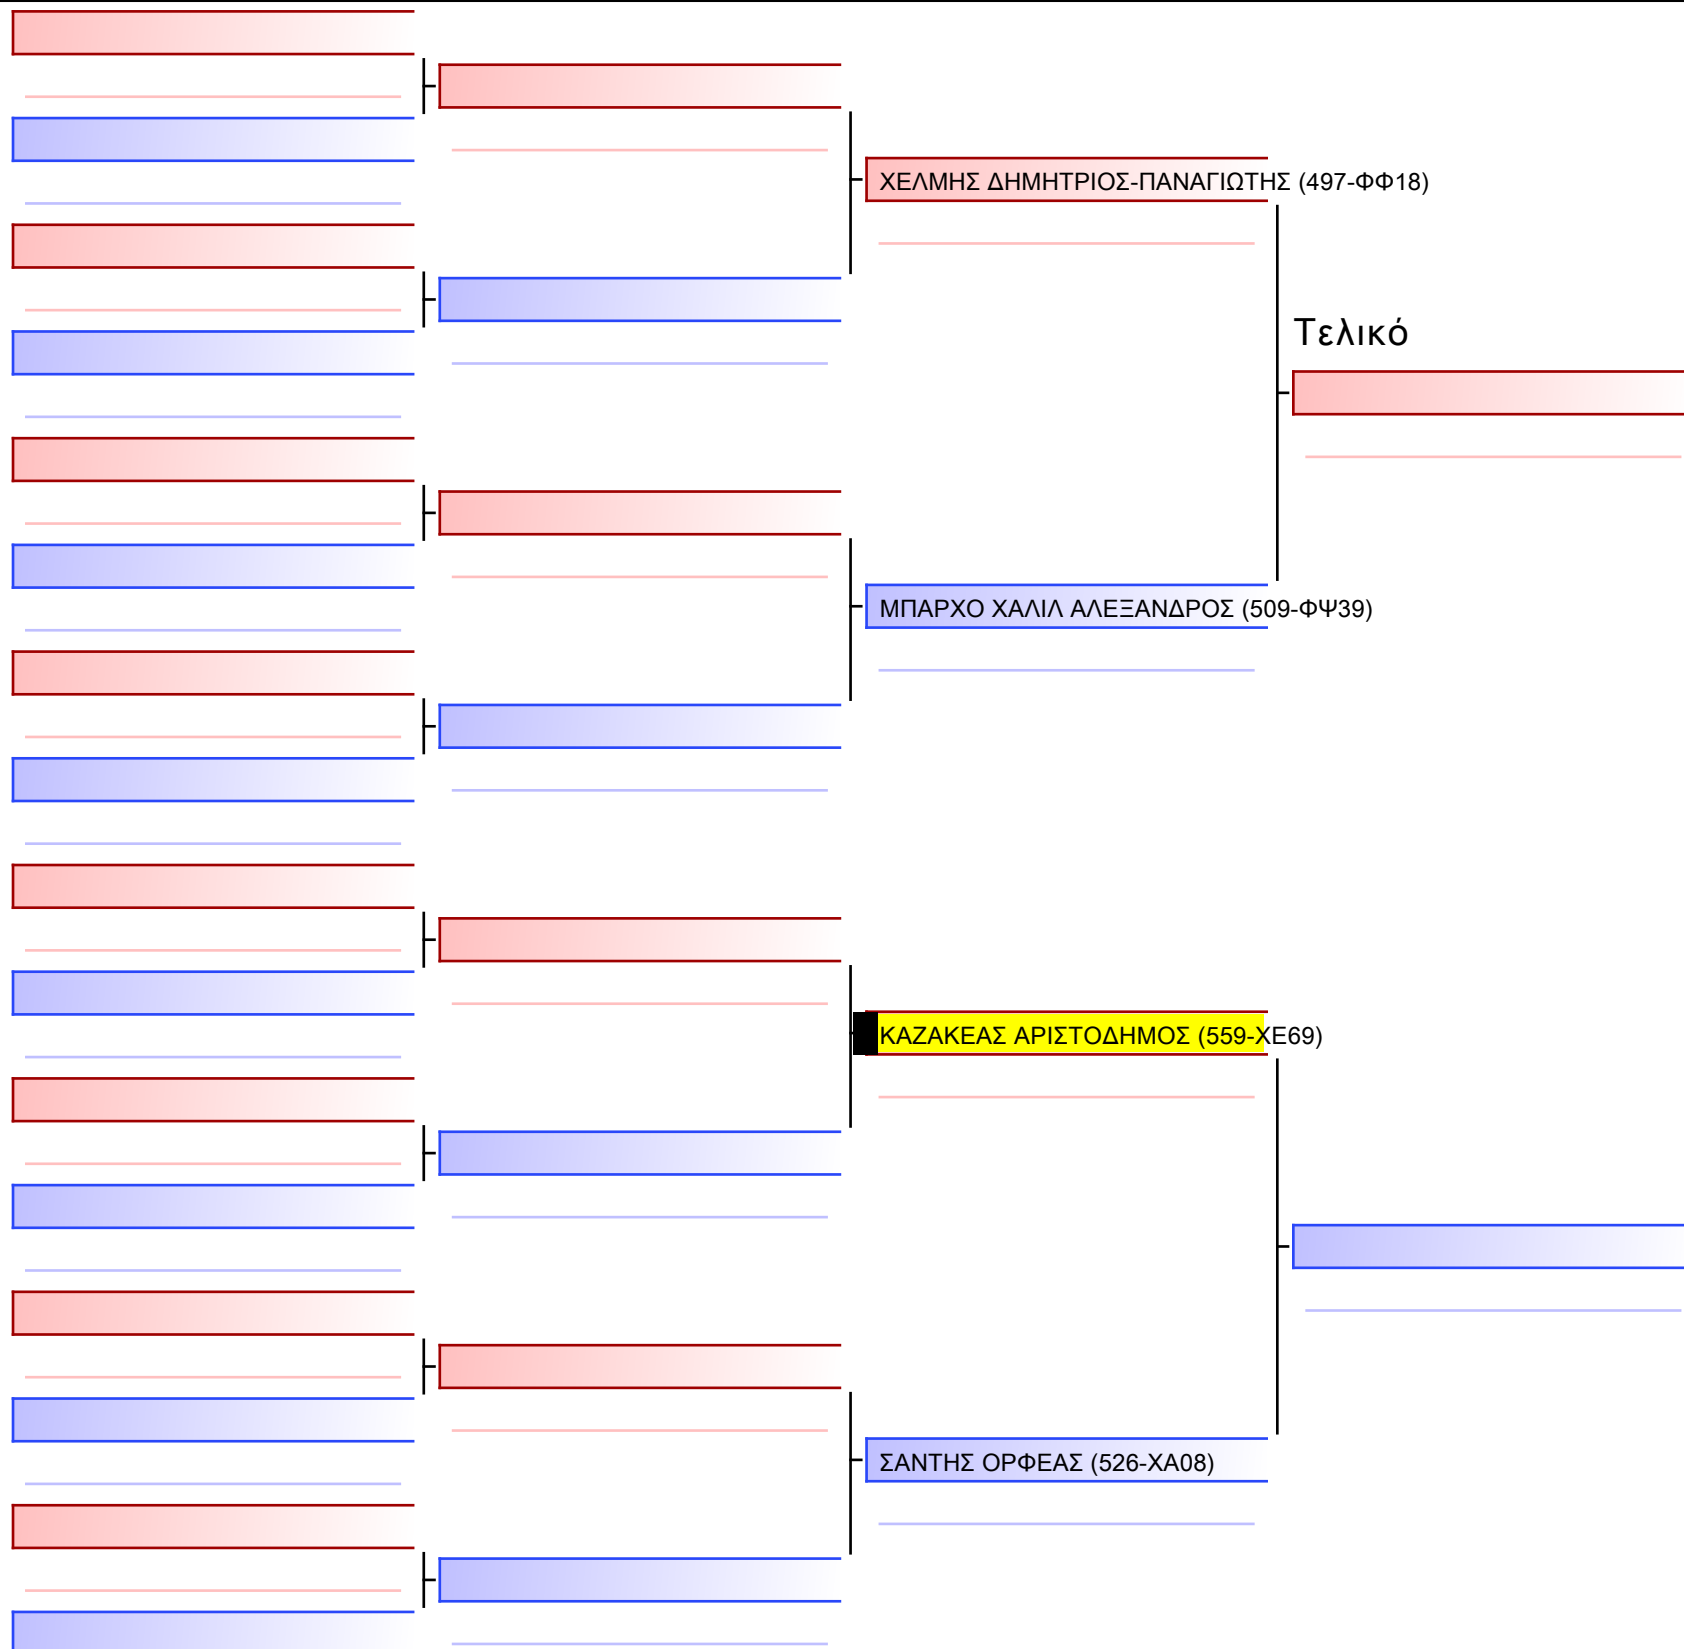 ΧΕΛΜΗΣ ΔΗΜΗΤΡΙΟΣ-ΠΑΝΑΓΙΩΤΗΣ (497-ΦΦ18)
Τελικό
ΜΠΑΡΧΟ ΧΑΛΙΛ ΑΛΕΞΑΝΔΡΟΣ (509-ΦΨ39)
ΚΑΖΑΚΕΑΣ ΑΡΙΣΤΟΔΗΜΟΣ (559-ΧΕ69)
ΣΑΝΤΗΣ ΟΡΦΕΑΣ (526-ΧΑ08)